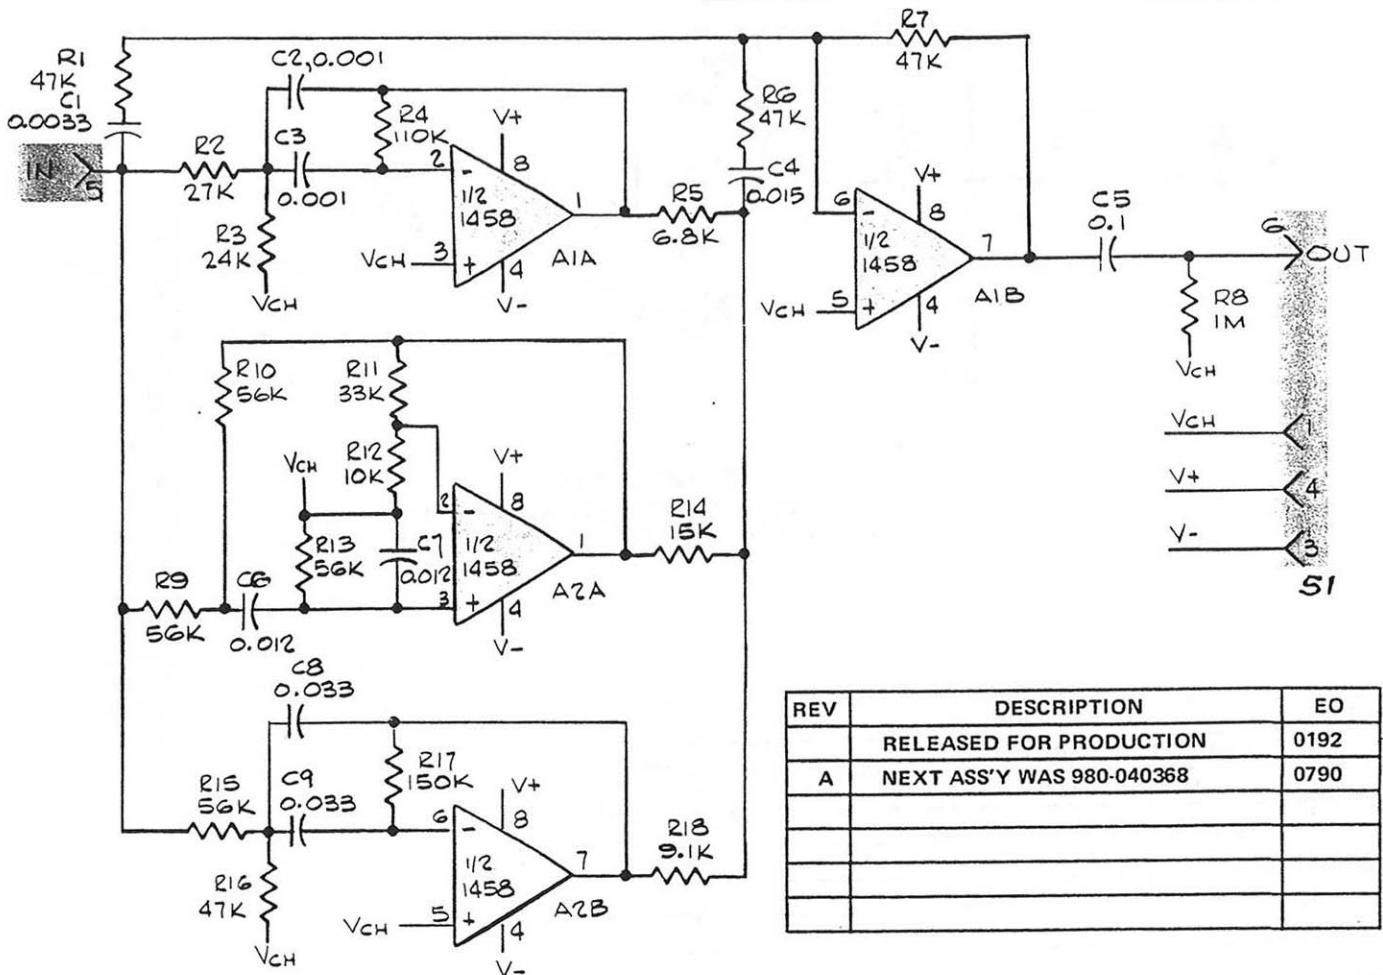 R1
47K
C1
0.0033
IN
5
R2
27K
C2, 0.001
C3
0.001
R3
24K
VCH
R4
110K
2
-
1/2
1458
3
+
VCH
V+
8
4
V-
1
A1A
R5
6.8K
R6
47K
C4
0.015
R7
47K
6
-
1/2
1458
VCH
5
+
V+
8
4
V-
7
A1B
C5
0.1
R8
1M
VCH
6
OUT
VCH
1
V+
4
V-
3
S1
R10
56K
R11
33K
R12
10K
VCH
R13
56K
C7
0.012
R9
56K
C6
0.012
2
-
1/2
1458
3
+
V+
8
4
V-
1
A2A
R14
15K
C8
0.033
R15
56K
C9
0.033
R17
150K
R16
47K
VCH
6
-
1/2
1458
VCH
5
+
V+
8
4
V-
7
A2B
R18
9.1K
REV DESCRIPTION EO
RELEASED FOR PRODUCTION 0192
A NEXT ASS'Y WAS 980-040368 0790